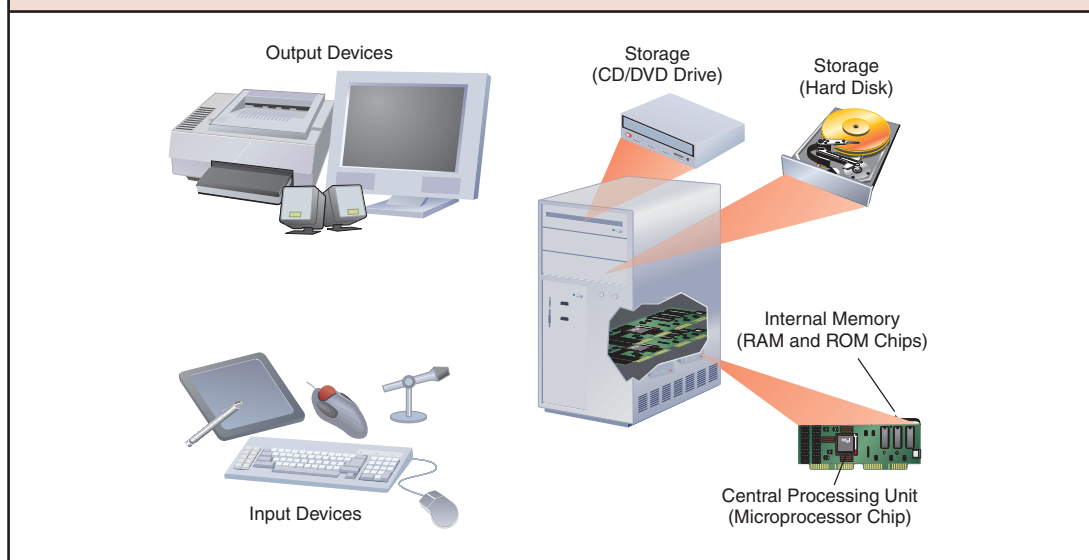 Output Devices
Storage
(CD/DVD Drive)
Storage
(Hard Disk)
Internal Memory
(RAM and ROM Chips)
Central Processing Unit
(Microprocessor Chip)
Input Devices